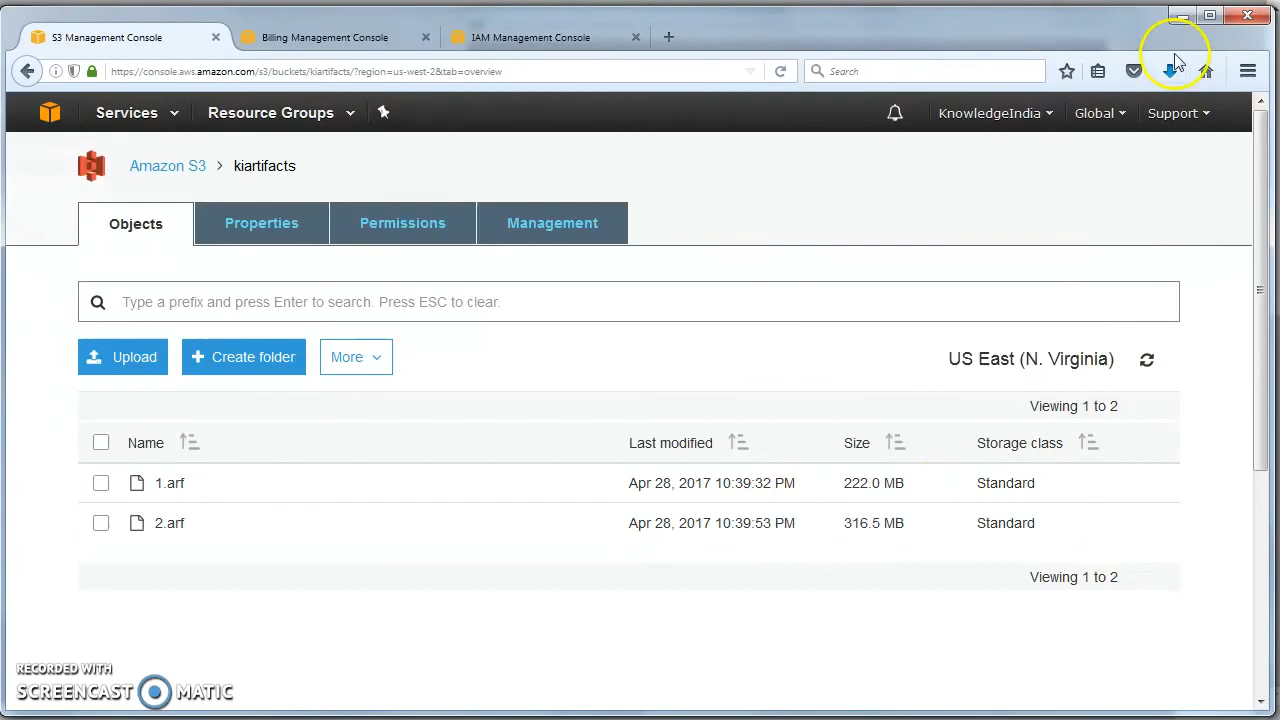 S3 Management Console
Billing Management Console
IAM Management Console
https://console.aws.amazon.com/s3/buckets/kiartifacts/?region=us-west-2&tab=overview
Search
Services
Resource Groups
KnowledgeIndia
Global
Support
Amazon S3 > kiartifacts
Objects
Properties
Permissions
Management
Type a prefix and press Enter to search. Press ESC to clear.
Upload
Create folder
More
US East (N. Virginia)
Viewing 1 to 2
Name
Last modified
Size
Storage class
1.arf Apr 28, 2017 10:39:32 PM 222.0 MB Standard
2.arf Apr 28, 2017 10:39:53 PM 316.5 MB Standard
Viewing 1 to 2
RECORDED WITH
SCREENCAST MATIC